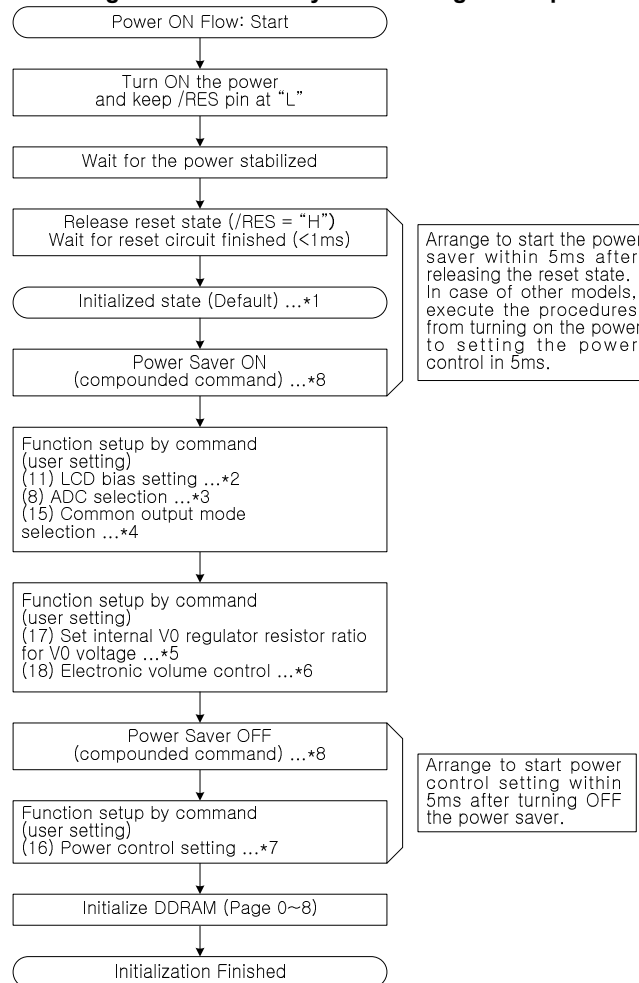 Power ON Flow: Start
Turn ON the power
and keep /RES pin at “L”
Wait for the power stabilized
Release reset state (/RES = “H”)
Wait for reset circuit finished (<1ms)
Arrange to start the power
saver within 5ms after
releasing the reset state.
In case of other models,
execute the procedures
from turning on the power
to setting the power
control in 5ms.
Initialized state (Default) ...*1
Power Saver ON
(compounded command) ...*8
Function setup by command
(user setting)
(11) LCD bias setting ...*2
(8) ADC selection ...*3
(15) Common output mode
selection ...*4
Function setup by command
(user setting)
(17) Set internal V0 regulator resistor ratio
for V0 voltage ...*5
(18) Electronic volume control ...*6
Power Saver OFF
(compounded command) ...*8
Arrange to start power
control setting within
5ms after turning OFF
the power saver.
Function setup by command
(user setting)
(16) Power control setting ...*7
Initialize DDRAM (Page 0~8)
Initialization Finished